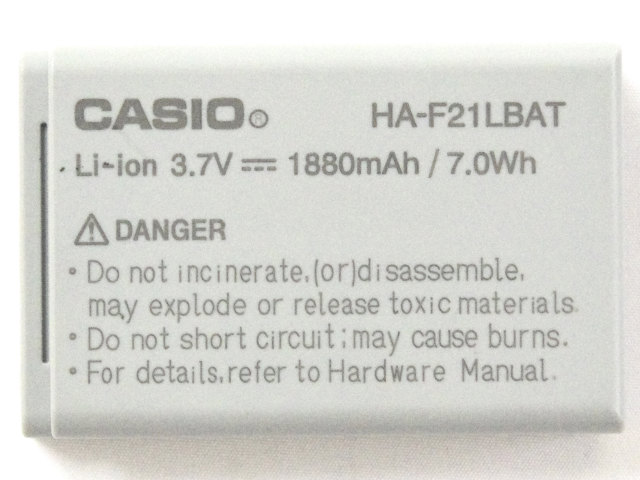 CASIO® HA-F21LBAT
Li-ion 3.7V ⎓ 1880mAh / 7.0Wh
⚠ DANGER
• Do not incinerate,(or)disassemble,
may explode or release toxic materials.
• Do not short circuit;may cause burns.
• For details,refer to Hardware Manual.